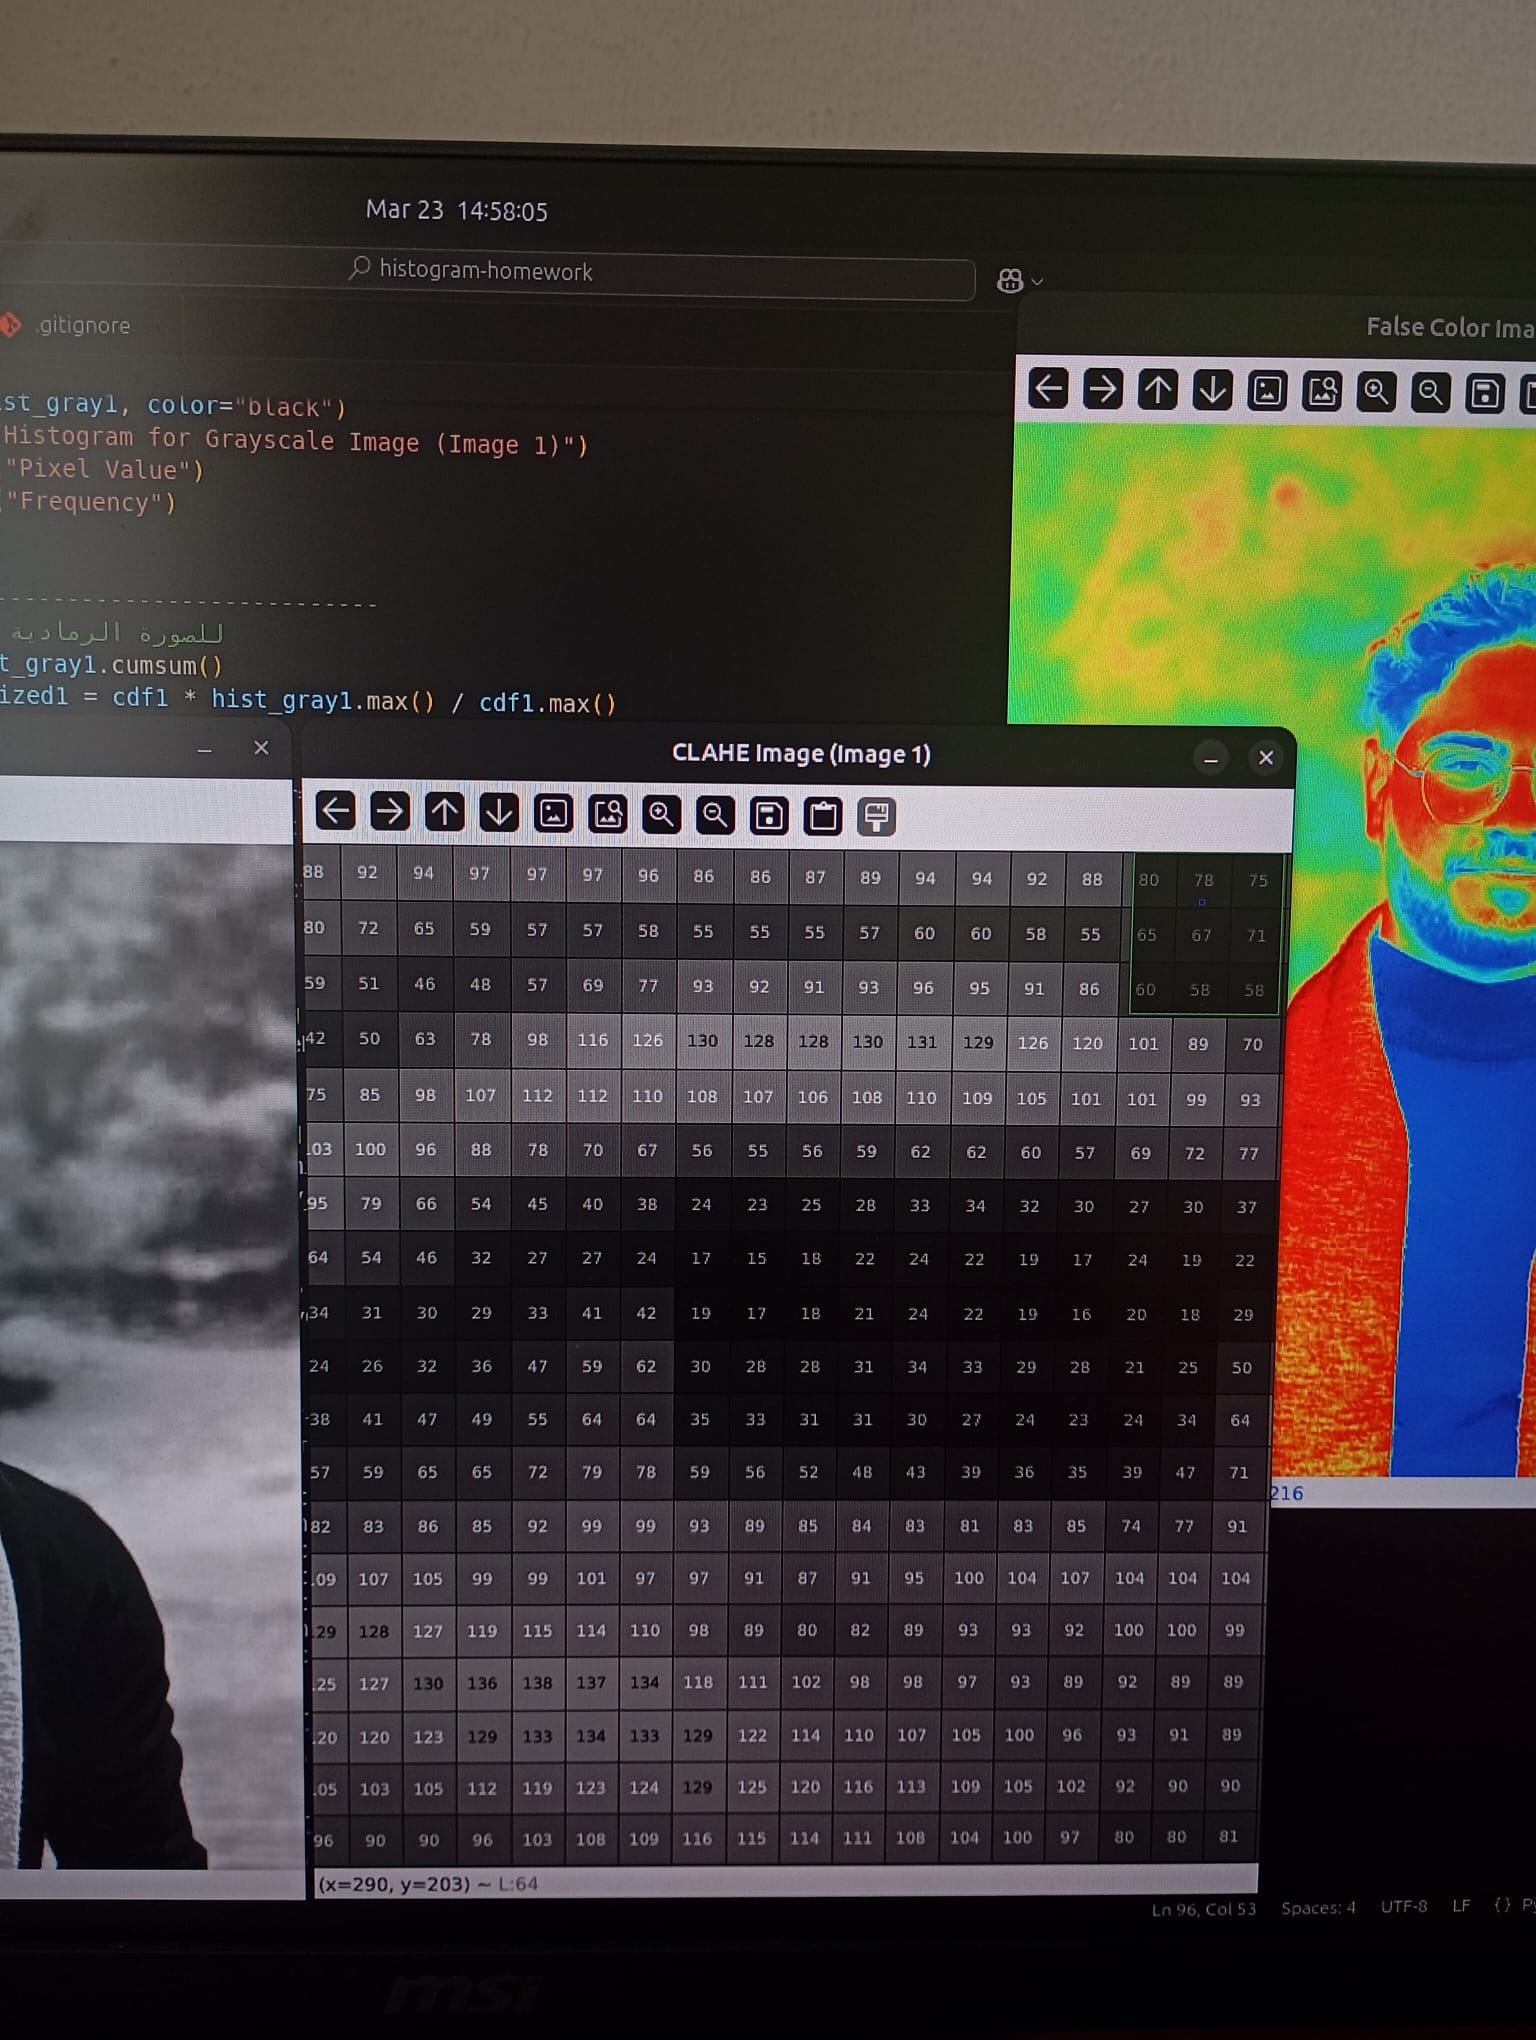 Mar 23 14:58:05
histogram-homework
.gitignore
False Color Ima
st_gray1, color="black")
Histogram for Grayscale Image (Image 1)")
"Pixel Value")
"Frequency")
---------------------------
للصورة الرمادية
t_gray1.cumsum()
ized1 = cdf1 * hist_gray1.max() / cdf1.max()
CLAHE Image (Image 1)
88 92 94 97 97 97 96 86 86 87 89 94 94 92 88 80 78 75
80 72 65 59 57 57 58 55 55 55 57 60 60 58 55 65 67 71
59 51 46 48 57 69 77 93 92 91 93 96 95 91 86 60 58 58
42 50 63 78 98 116 126 130 128 128 130 131 129 126 120 101 89 70
75 85 98 107 112 112 110 108 107 106 108 110 109 105 101 101 99 93
03 100 96 88 78 70 67 56 55 56 59 62 62 60 57 69 72 77
95 79 66 54 45 40 38 24 23 25 28 33 34 32 30 27 30 37
64 54 46 32 27 27 24 17 15 18 22 24 22 19 17 24 19 22
34 31 30 29 33 41 42 19 17 18 21 24 22 19 16 20 18 29
24 26 32 36 47 59 62 30 28 28 31 34 33 29 28 21 25 50
38 41 47 49 55 64 64 35 33 31 31 30 27 24 23 24 34 64
57 59 65 65 72 79 78 59 56 52 48 43 39 36 35 39 47 71
82 83 86 85 92 99 99 93 89 85 84 83 81 83 85 74 77 91
09 107 105 99 99 101 97 97 91 87 91 95 100 104 107 104 104 104
29 128 127 119 115 114 110 98 89 80 82 89 93 93 92 100 100 99
25 127 130 136 138 137 134 118 111 102 98 98 97 93 89 92 89 89
20 120 123 129 133 134 133 129 122 114 110 107 105 100 96 93 91 89
05 103 105 112 119 123 124 129 125 120 116 113 109 105 102 92 90 90
96 90 90 96 103 108 109 116 115 114 111 108 104 100 97 80 80 81
216
(x=290, y=203) ~ L:64
Ln 96, Col 53 Spaces: 4 UTF-8 LF {} Py
msi